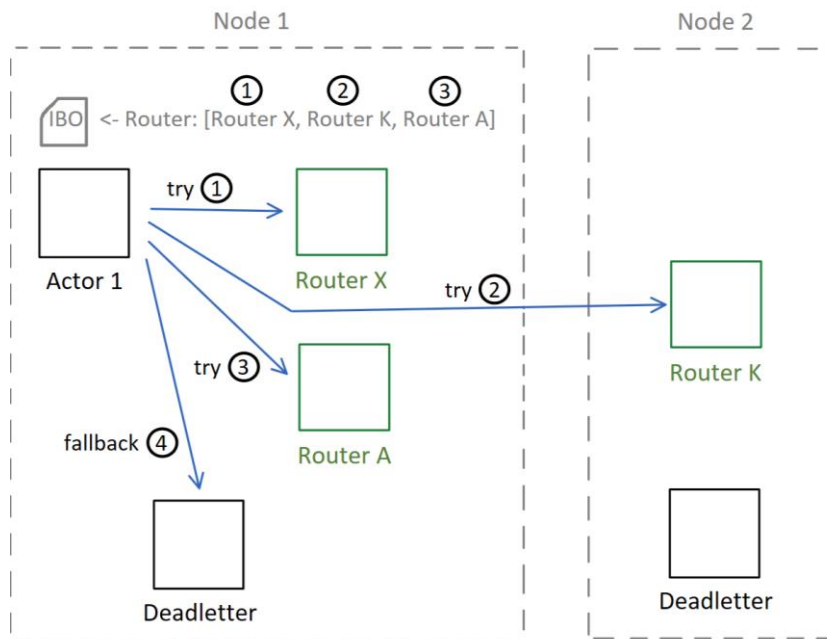 Node 1
Node 2
① ② ③
IBO <- Router: [Router X, Router K, Router A]
try ①
Actor 1
Router X
try ②
try ③
Router K
fallback ④
Router A
Deadletter
Deadletter